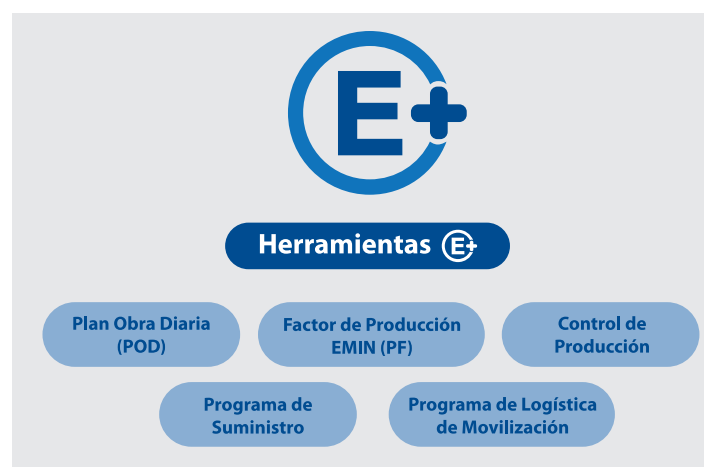 E+
Herramientas E+
Plan Obra Diaria
(POD)
Factor de Producción
EMIN (PF)
Control de
Producción
Programa de
Suministro
Programa de Logística
de Movilización